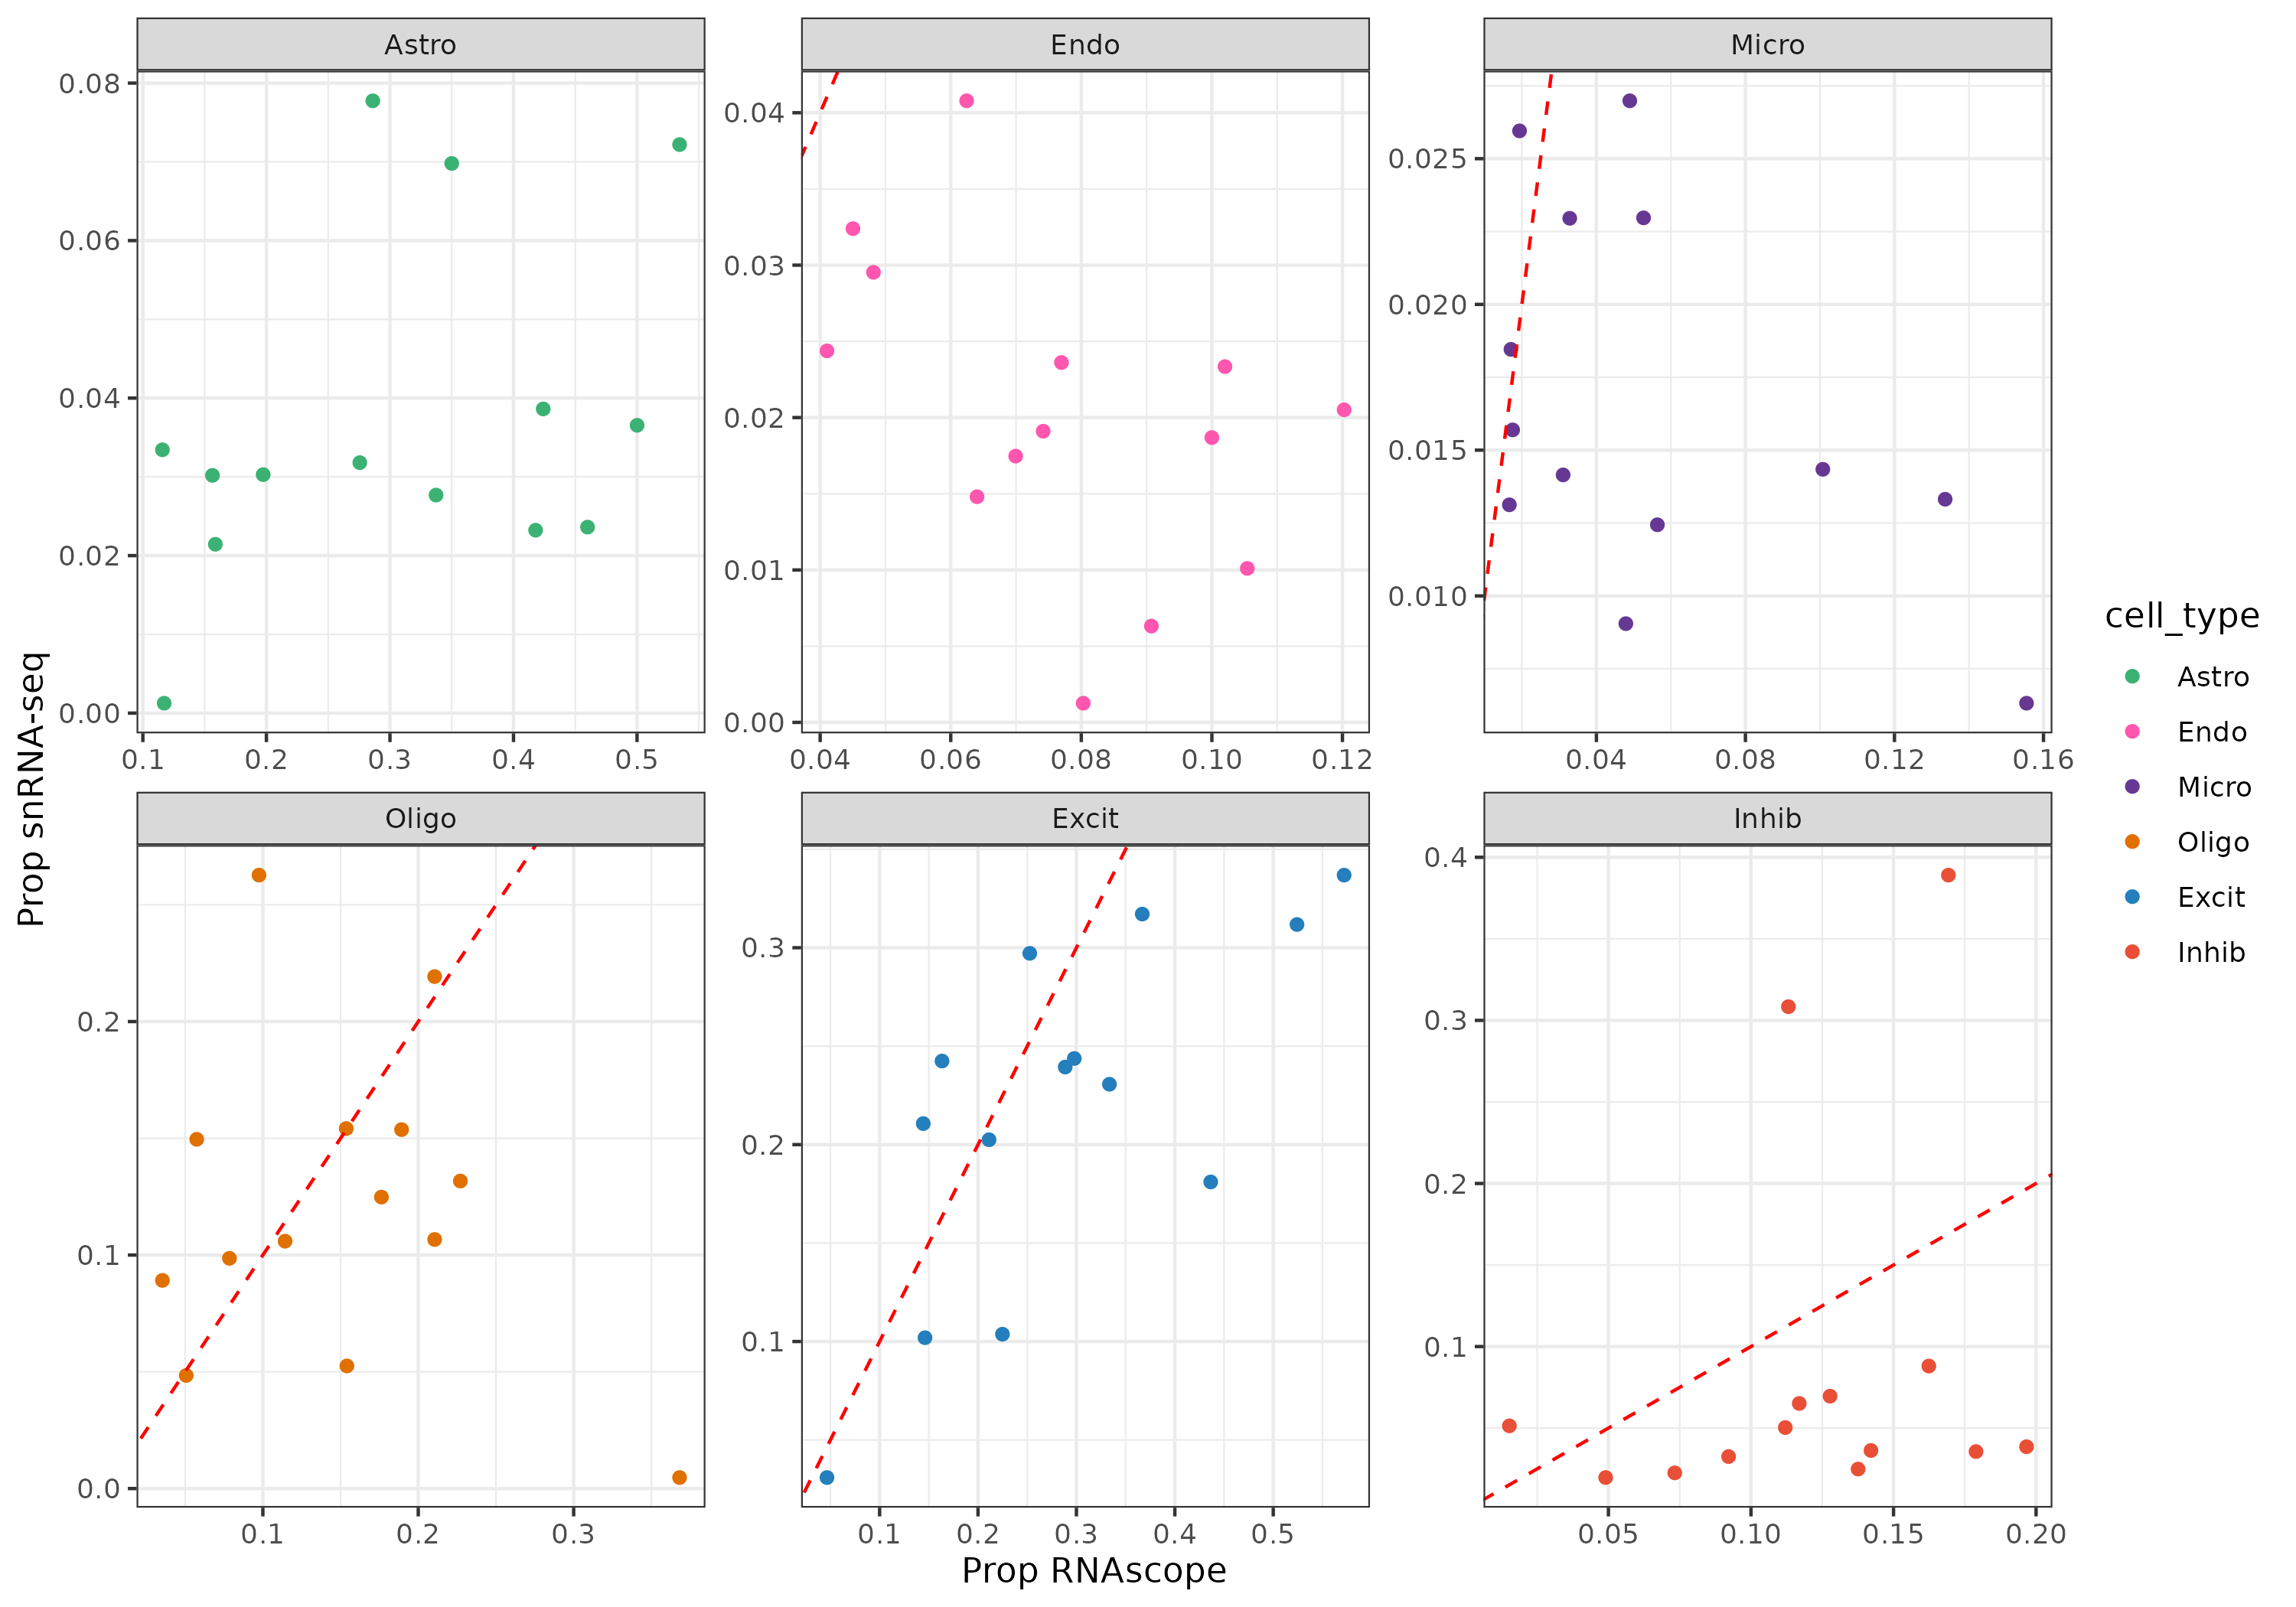 Astro
Endo
Micro
0.08
0.06
0.04
0.02
0.00
0.1 0.2 0.3 0.4 0.5
0.04
0.03
0.02
0.01
0.00
0.04 0.06 0.08 0.10 0.12
0.025
0.020
0.015
0.010
0.04 0.08 0.12 0.16
Prop snRNA-seq
Oligo
Excit
Inhib
0.2
0.1
0.0
0.1 0.2 0.3
0.3
0.2
0.1
0.1 0.2 0.3 0.4 0.5
0.4
0.3
0.2
0.1
0.05 0.10 0.15 0.20
Prop RNAscope
cell_type
Astro
Endo
Micro
Oligo
Excit
Inhib